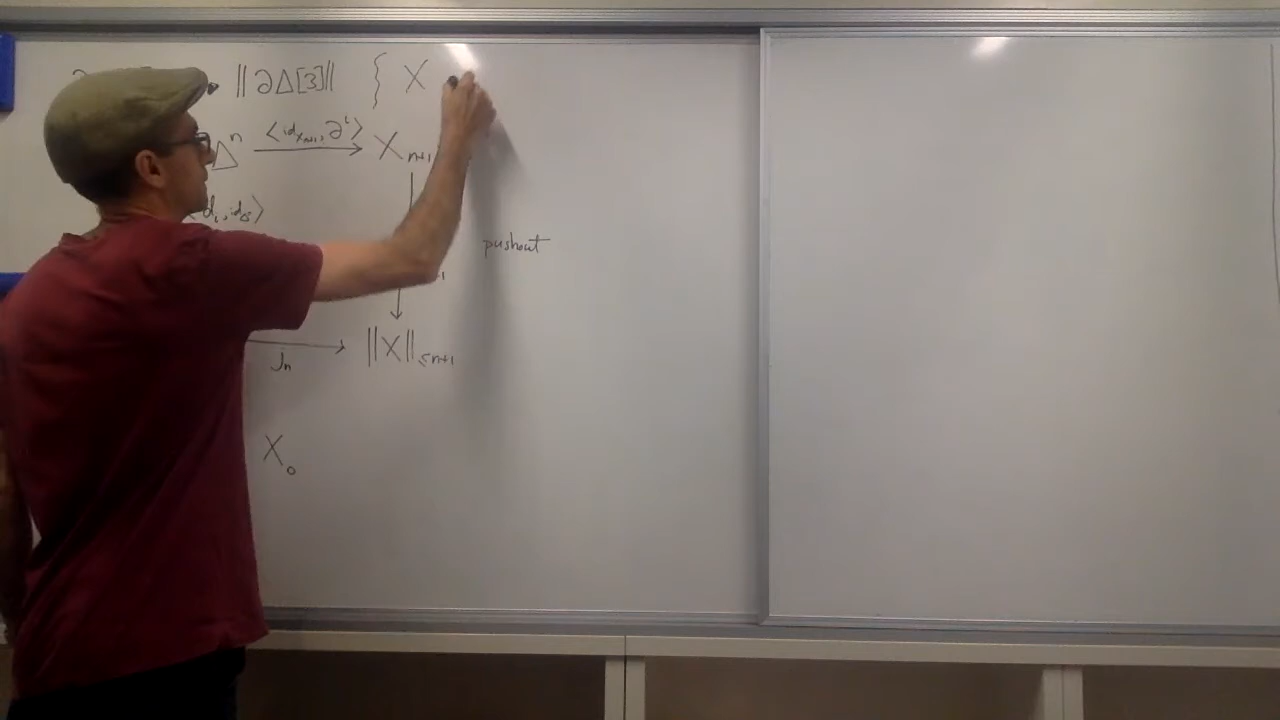 || ∂Δ[3] || { X
Δ^n ⟨id_{X_{n+1}}, ∂^i⟩ X_{n+1}
d_i, id_Δ⟩
pushout
J_n ||X||_{≤n+1}
X_0